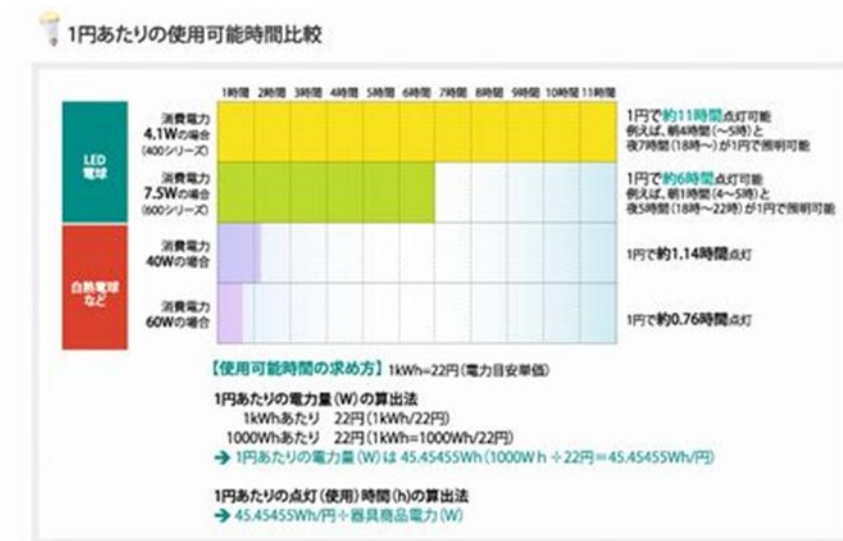 1円あたりの使用可能時間比較
1時間 2時間 3時間 4時間 5時間 6時間 7時間 8時間 9時間 10時間 11時間
LED
電球
消費電力
4.1Wの場合
(400シリーズ)
1円で約11時間点灯可能
例えば、朝4時間(〜5時)と
夜7時間(18時〜)が1円で照明可能
消費電力
7.5Wの場合
(600シリーズ)
1円で約6時間点灯可能
例えば、朝1時間(4〜5時)と
夜5時間(18時〜22時)が1円で照明可能
白熱電球
など
消費電力
40Wの場合
1円で約1.14時間点灯
消費電力
60Wの場合
1円で約0.76時間点灯
【使用可能時間の求め方】 1kWh=22円(電力目安単価)
1円あたりの電力量(W)の算出法
1kWhあたり 22円(1kWh/22円)
1000Whあたり 22円(1kWh=1000Wh/22円)
➔ 1円あたりの電力量(W)は 45.45455Wh(1000Wh÷22円=45.45455Wh/円)
1円あたりの点灯(使用)時間(h)の算出法
➔ 45.45455Wh/円÷器具商品電力(W)